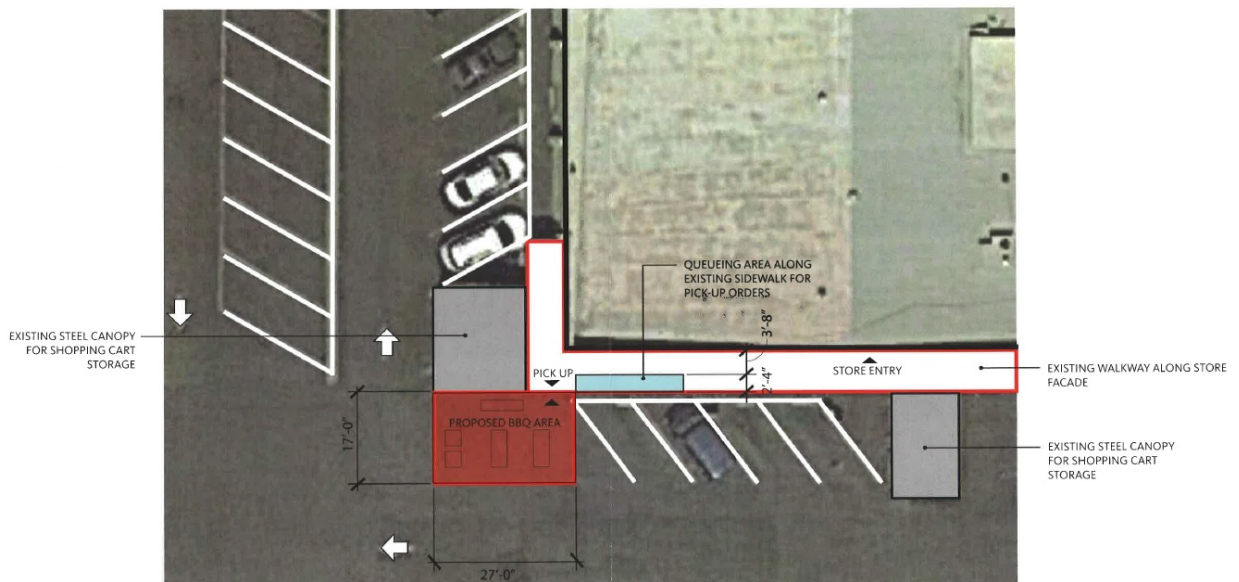 QUEUEING AREA ALONG
EXISTING SIDEWALK FOR
PICK-UP ORDERS
3'-8"
EXISTING STEEL CANOPY
FOR SHOPPING CART
STORAGE
PICK UP
STORE ENTRY
EXISTING WALKWAY ALONG STORE
FACADE
2'-4"
PROPOSED BBQ AREA
17'-0"
EXISTING STEEL CANOPY
FOR SHOPPING CART
STORAGE
27'-0"